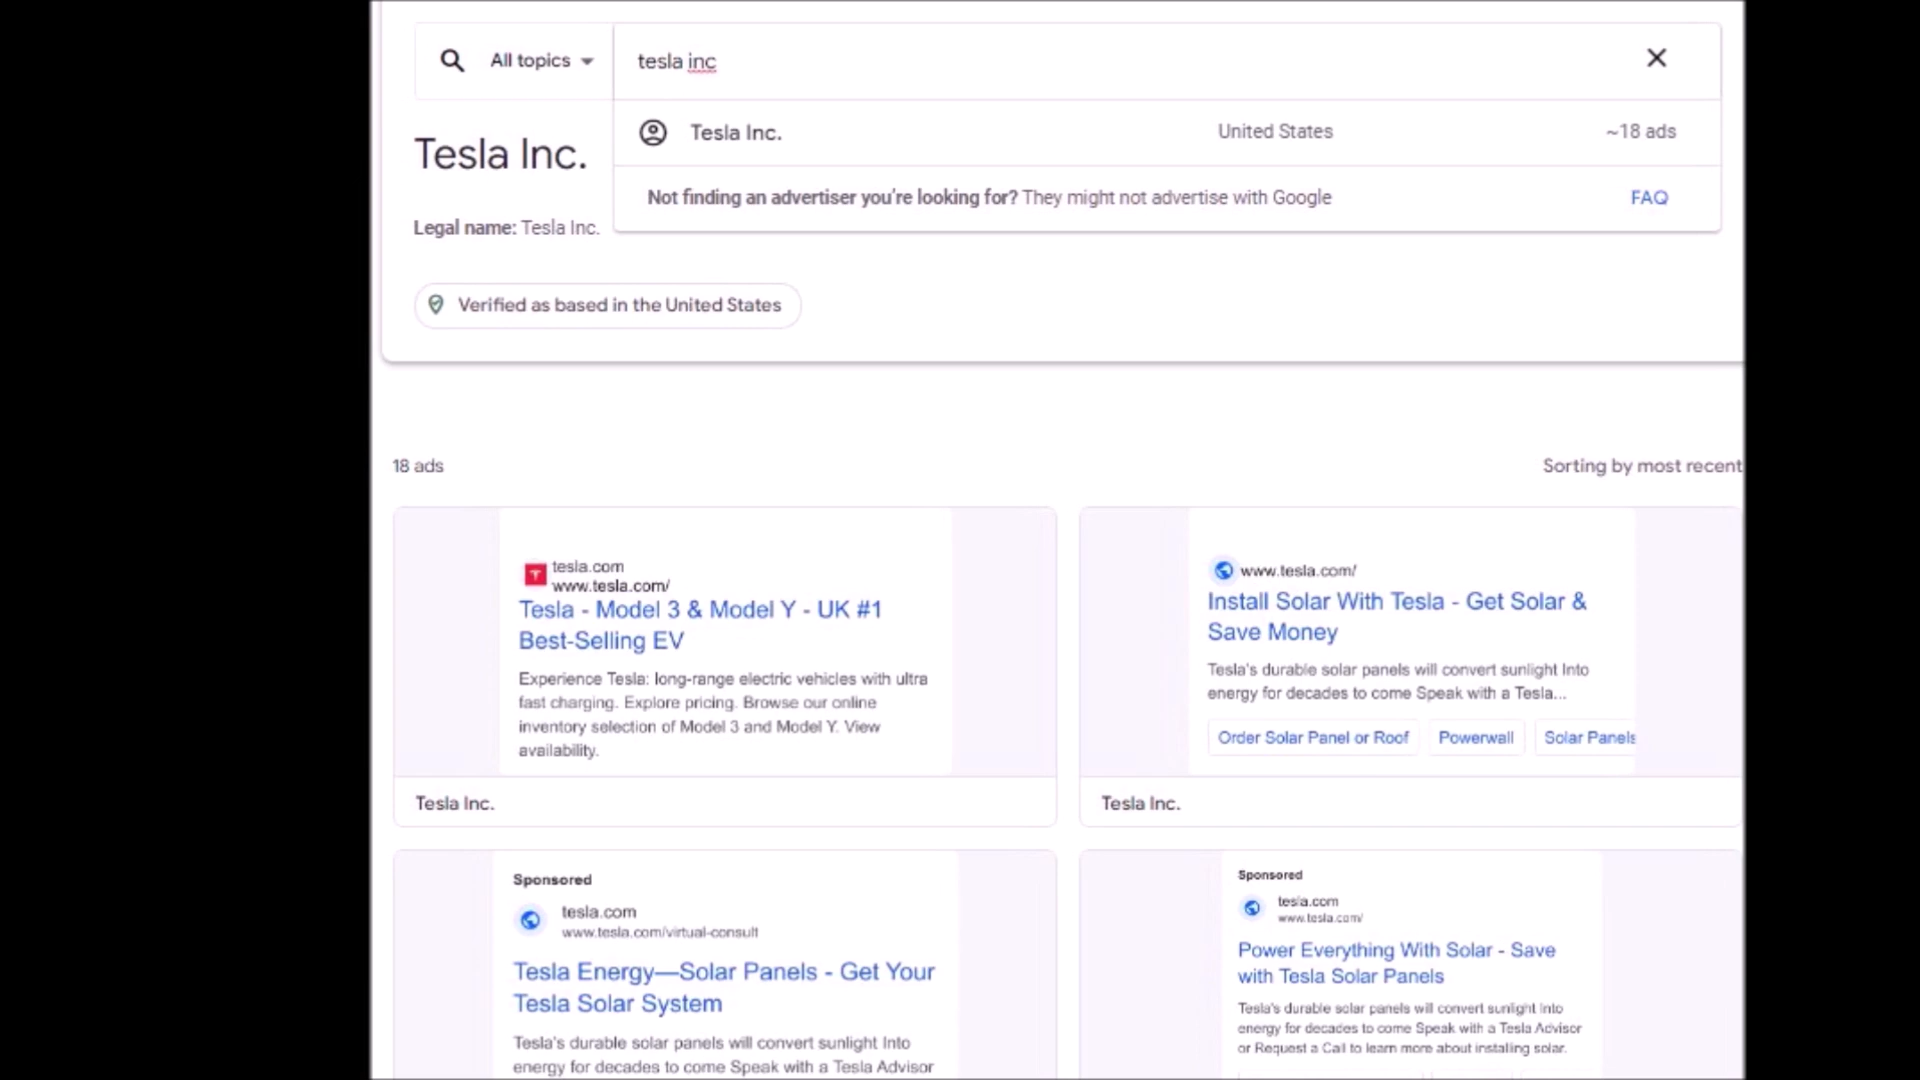 All topics
tesla inc
Tesla Inc.
United States
~18 ads
Not finding an advertiser you're looking for? They might not advertise with Google
FAQ
Tesla Inc.
Legal name: Tesla Inc.
Verified as based in the United States
18 ads
Sorting by most recent
tesla.com
www.tesla.com/
Tesla - Model 3 & Model Y - UK #1
Best-Selling EV
Experience Tesla: long-range electric vehicles with ultra
fast charging. Explore pricing. Browse our online
inventory selection of Model 3 and Model Y. View
availability.
Tesla Inc.
www.tesla.com/
Install Solar With Tesla - Get Solar &
Save Money
Tesla's durable solar panels will convert sunlight Into
energy for decades to come Speak with a Tesla...
Order Solar Panel or Roof
Powerwall
Solar Panels
Tesla Inc.
Sponsored
tesla.com
www.tesla.com/virtual-consult
Tesla Energy—Solar Panels - Get Your
Tesla Solar System
Tesla's durable solar panels will convert sunlight Into
energy for decades to come Speak with a Tesla Advisor
Sponsored
tesla.com
www.tesla.com/
Power Everything With Solar - Save
with Tesla Solar Panels
Tesla's durable solar panels will convert sunlight Into
energy for decades to come Speak with a Tesla Advisor
or Request a Call to learn more about installing solar.